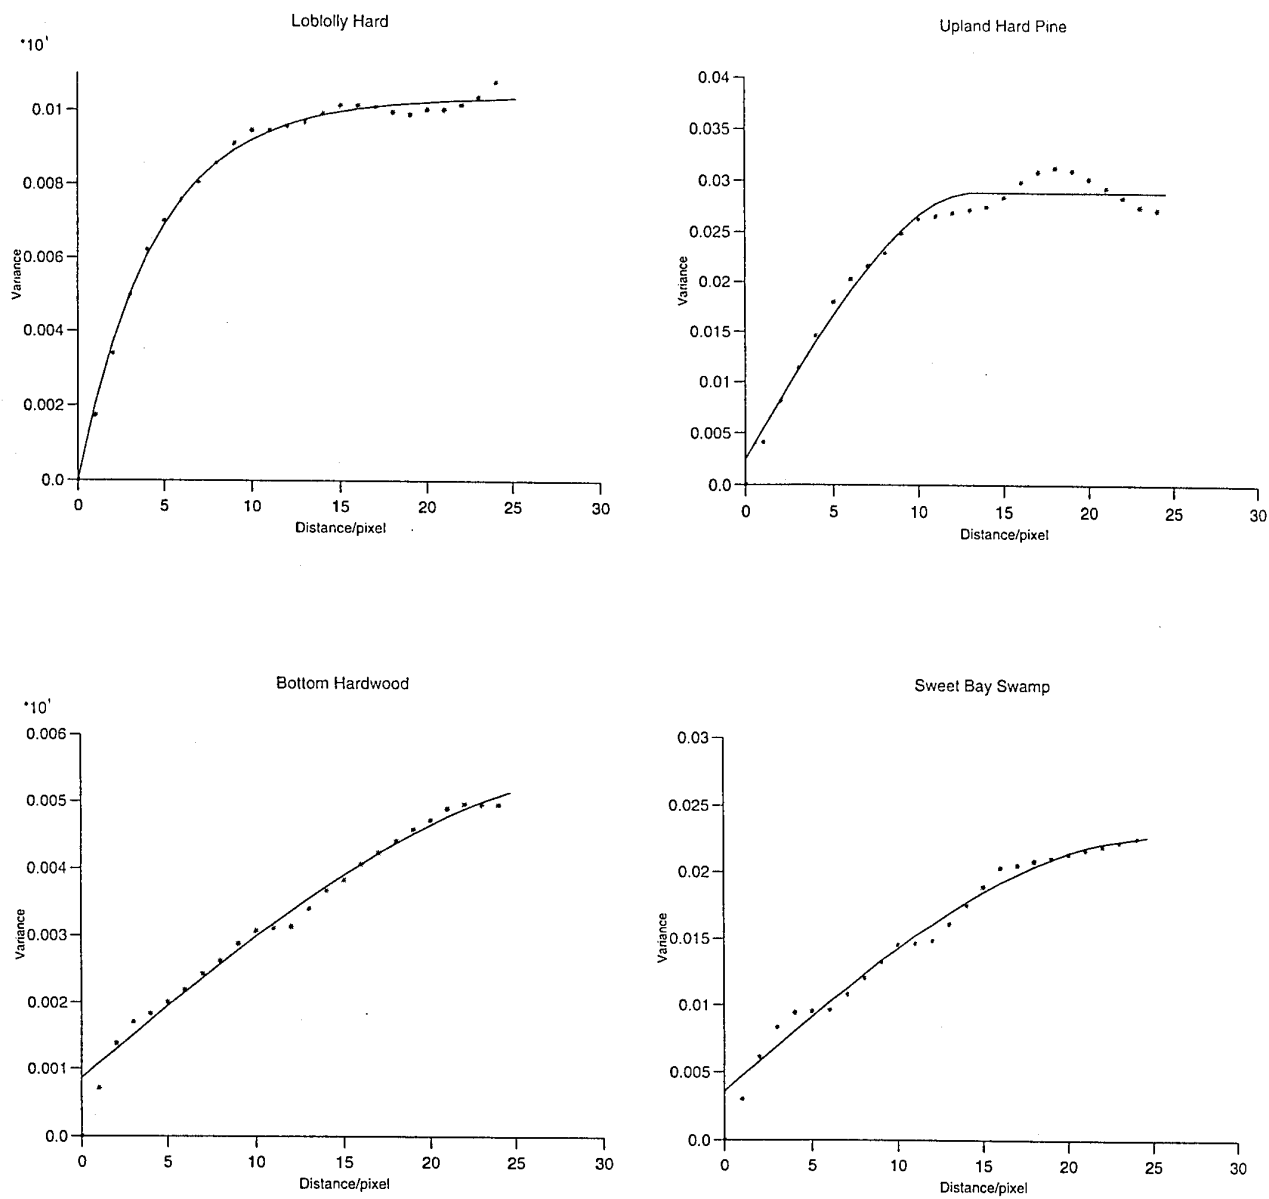 Loblolly Hard
*10¹
0.01
0.008
0.006
0.004
0.002
0.0
Variance
0 5 10 15 20 25 30
Distance/pixel
Upland Hard Pine
0.04
0.035
0.03
0.025
0.02
0.015
0.01
0.005
0.0
Variance
0 5 10 15 20 25 30
Distance/pixel
Bottom Hardwood
*10¹
0.006
0.005
0.004
0.003
0.002
0.001
0.0
Variance
0 5 10 15 20 25 30
Distance/pixel
Sweet Bay Swamp
0.03
0.025
0.02
0.015
0.01
0.005
0.0
Variance
0 5 10 15 20 25 30
Distance/pixel